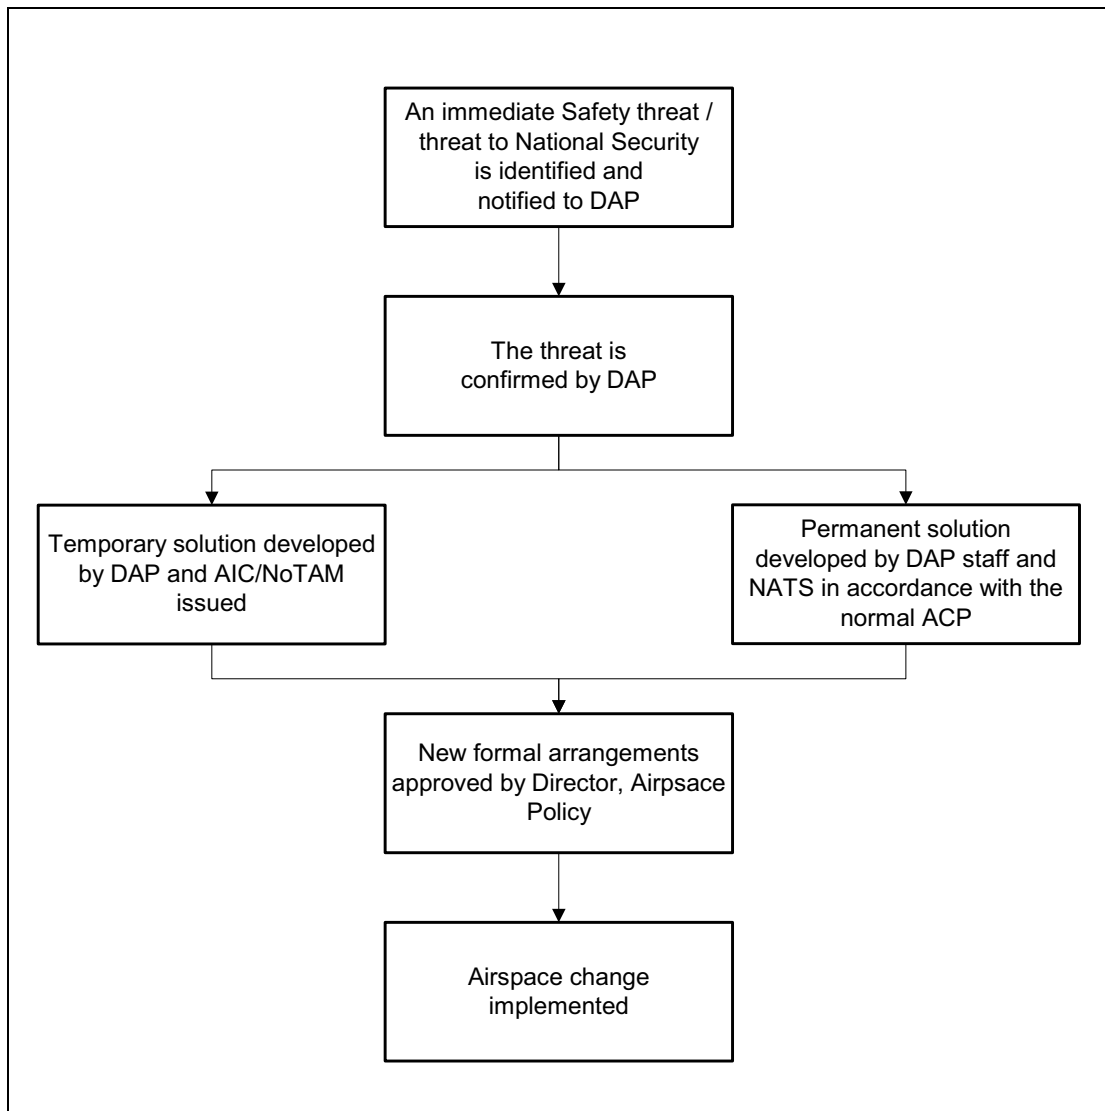 An immediate Safety threat /
threat to National Security
is identified and
notified to DAP
The threat is
confirmed by DAP
Temporary solution developed
by DAP and AIC/NoTAM
issued
Permanent solution
developed by DAP staff and
NATS in accordance with the
normal ACP
New formal arrangements
approved by Director, Airpsace
Policy
Airspace change
implemented